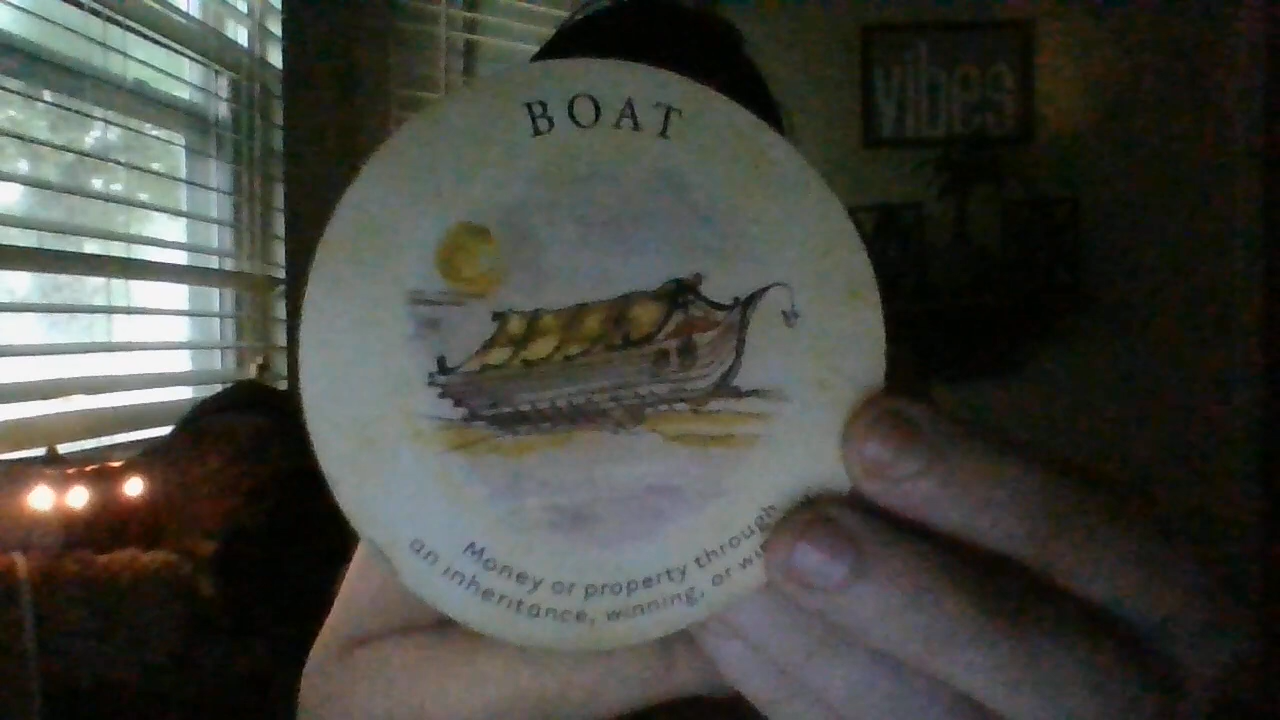 BOAT
vibes
Money or property through
an inheritance, winning, or